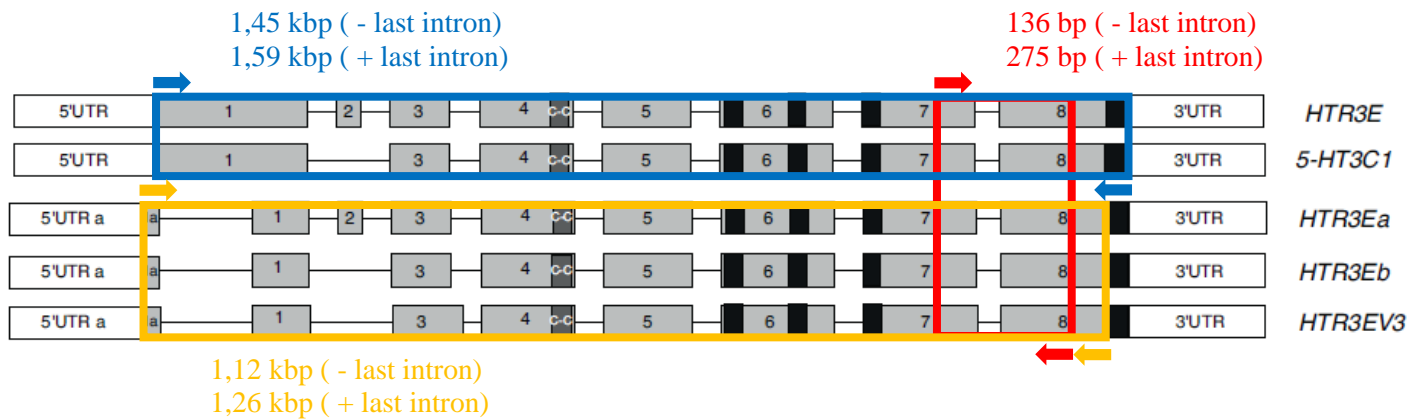 1,45 kbp ( - last intron)
1,59 kbp ( + last intron)
136 bp ( - last intron)
275 bp ( + last intron)
5'UTR 1 2 3 4 C-C 5 6 7 8 3'UTR HTR3E
5'UTR 1 3 4 C-C 5 6 7 8 3'UTR 5-HT3C1
5'UTR a a 1 2 3 4 C-C 5 6 7 8 3'UTR HTR3Ea
5'UTR a a 1 3 4 C-C 5 6 7 8 3'UTR HTR3Eb
5'UTR a a 1 3 4 C-C 5 6 7 8 3'UTR HTR3EV3
1,12 kbp ( - last intron)
1,26 kbp ( + last intron)